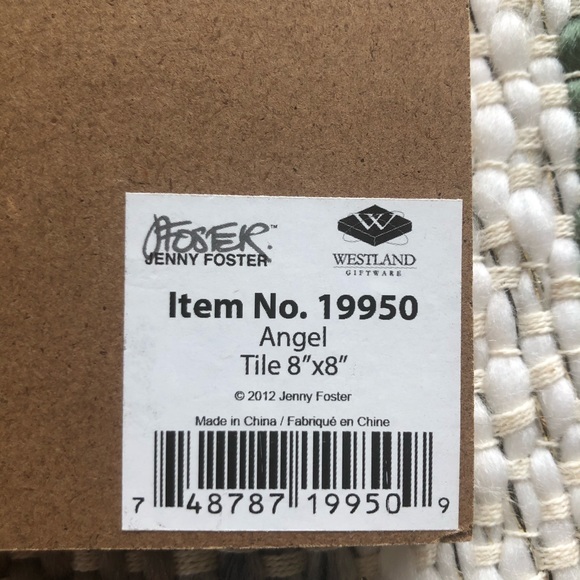 JFOSTER.™
JENNY FOSTER
W
WESTLAND
GIFTWARE
Item No. 19950
Angel
Tile 8”x8”
© 2012 Jenny Foster
Made in China / Fabriqué en Chine
7 48787 19950 9